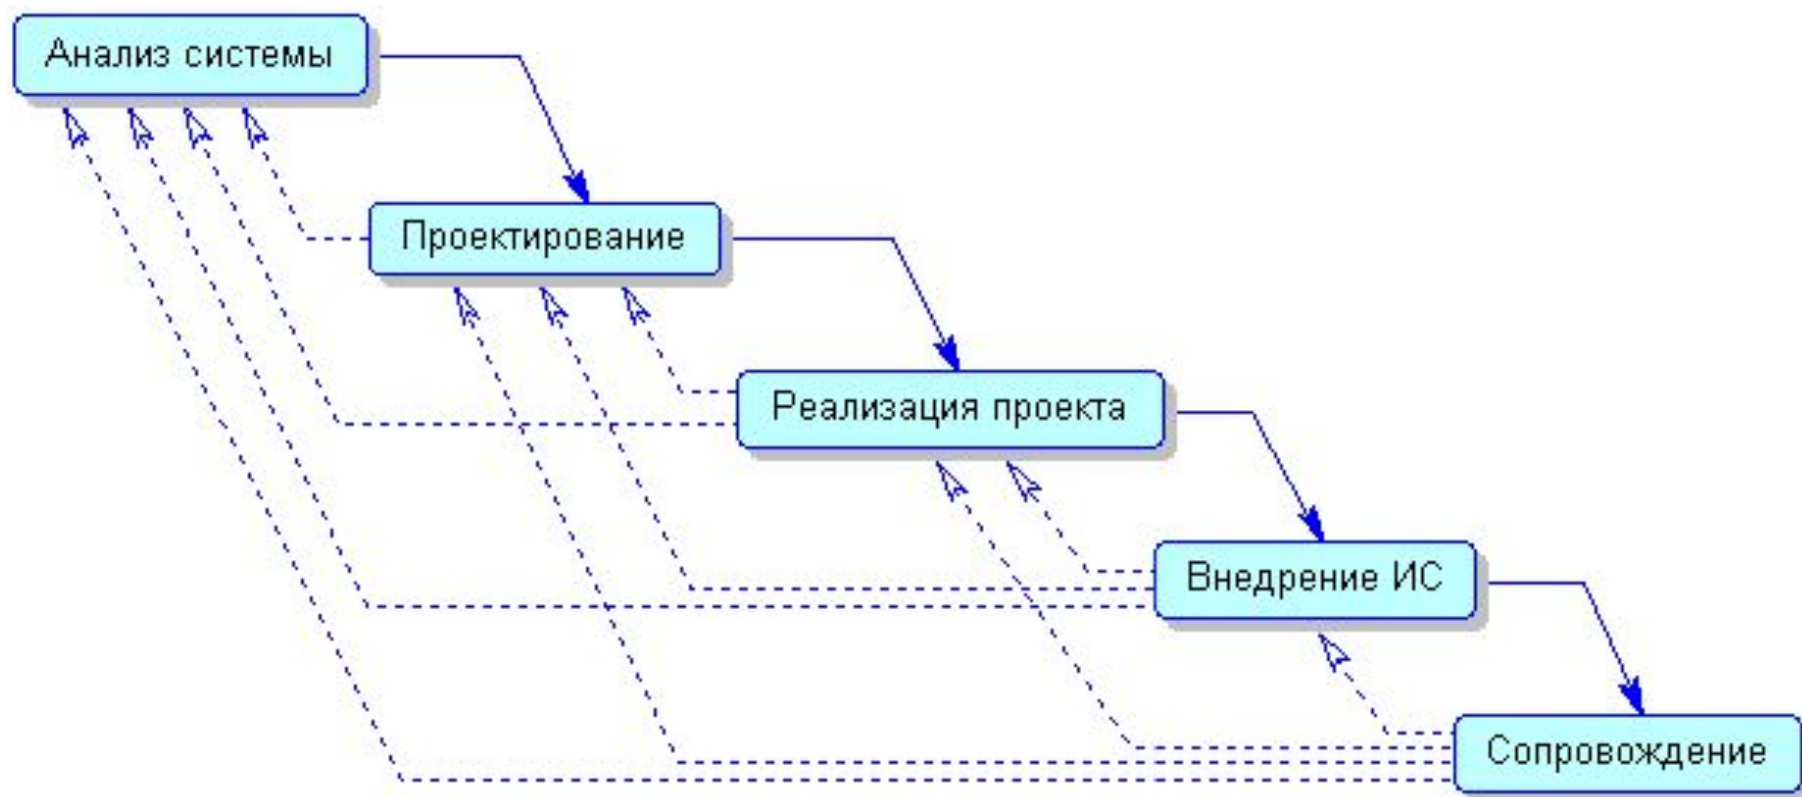 Анализ системы
Проектирование
Реализация проекта
Внедрение ИС
Сопровождение